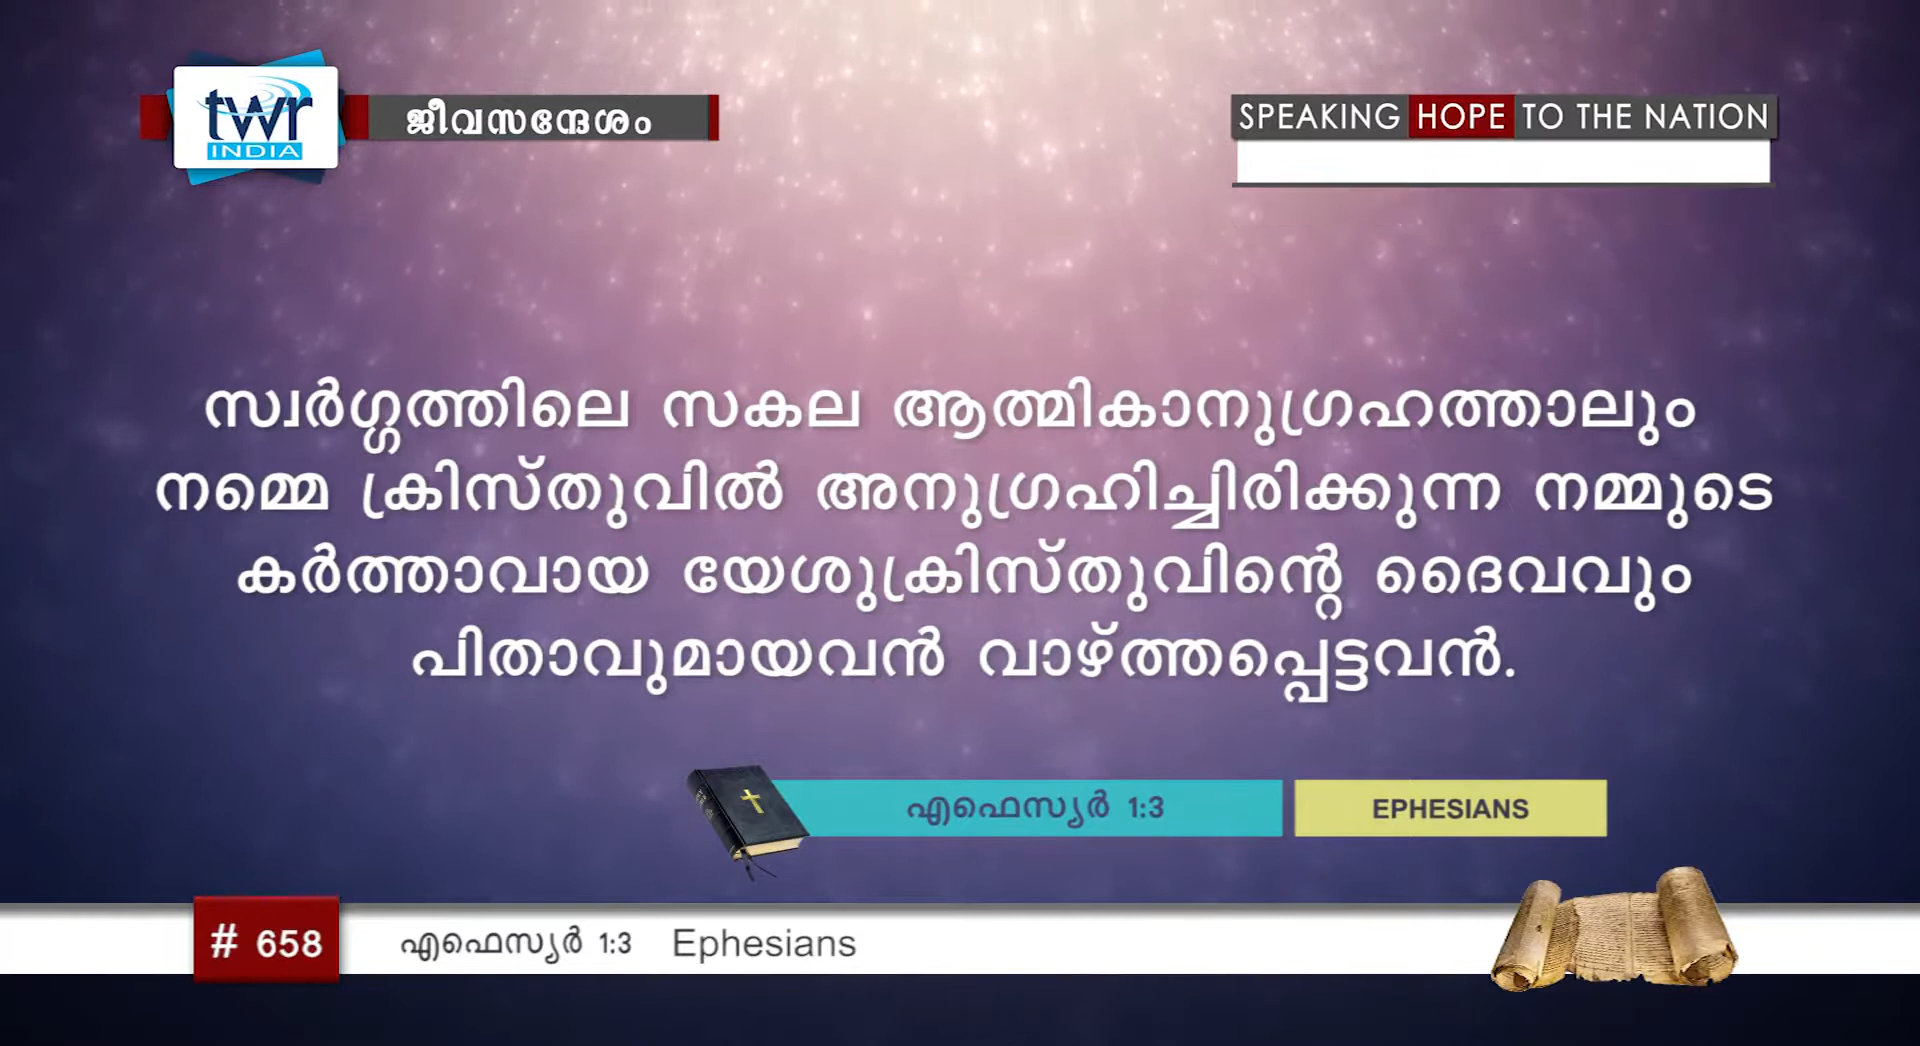 twr
INDIA
ജീവസന്ദേശം
SPEAKING HOPE TO THE NATION
സ്വർഗ്ഗത്തിലെ സകല ആത്മികാനുഗ്രഹത്താലും
നമ്മെ ക്രിസ്തുവിൽ അനുഗ്രഹിച്ചിരിക്കുന്ന നമ്മുടെ
കർത്താവായ യേശുക്രിസ്തുവിന്റെ ദൈവവും
പിതാവുമായവൻ വാഴ്ത്തപ്പെട്ടവൻ.
എഫെസ്യർ 1:3 EPHESIANS
# 658 എഫെസ്യർ 1:3 Ephesians